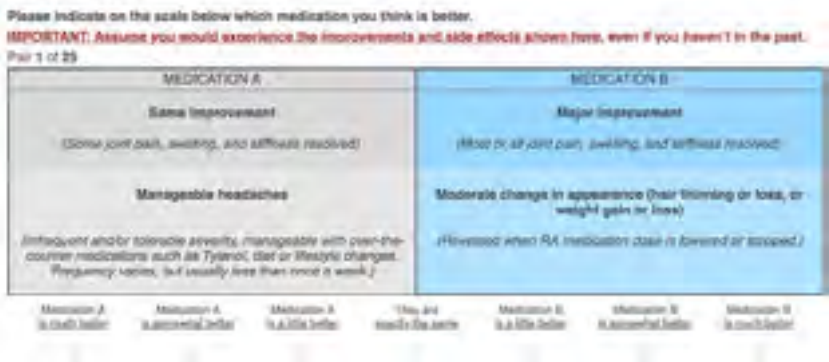 Please indicate on the scale below which medication you think is better.
IMPORTANT: Assume you would experience the improvements and side effects shown here, even if you haven't in the past.
Pair 1 of 25
MEDICATION A
MEDICATION B
Some Improvement
Major Improvement
(Some joint pain, swelling, and stiffness resolved)
(Most or all joint pain, swelling, and stiffness resolved)
Manageable headaches
Moderate change in appearance (hair thinning or loss, or
weight gain or loss)
(Infrequent and/or tolerable severity, manageable with over-the-
counter medications such as Tylenol, diet or lifestyle changes.
Frequency varies, but usually less than once a week.)
(Reversed when RA medication dose is lowered or stopped.)
Medication A
is much better
Medication A
is somewhat better
Medication A
is a little better
They are
exactly the same
Medication B
is a little better
Medication B
is somewhat better
Medication B
is much better